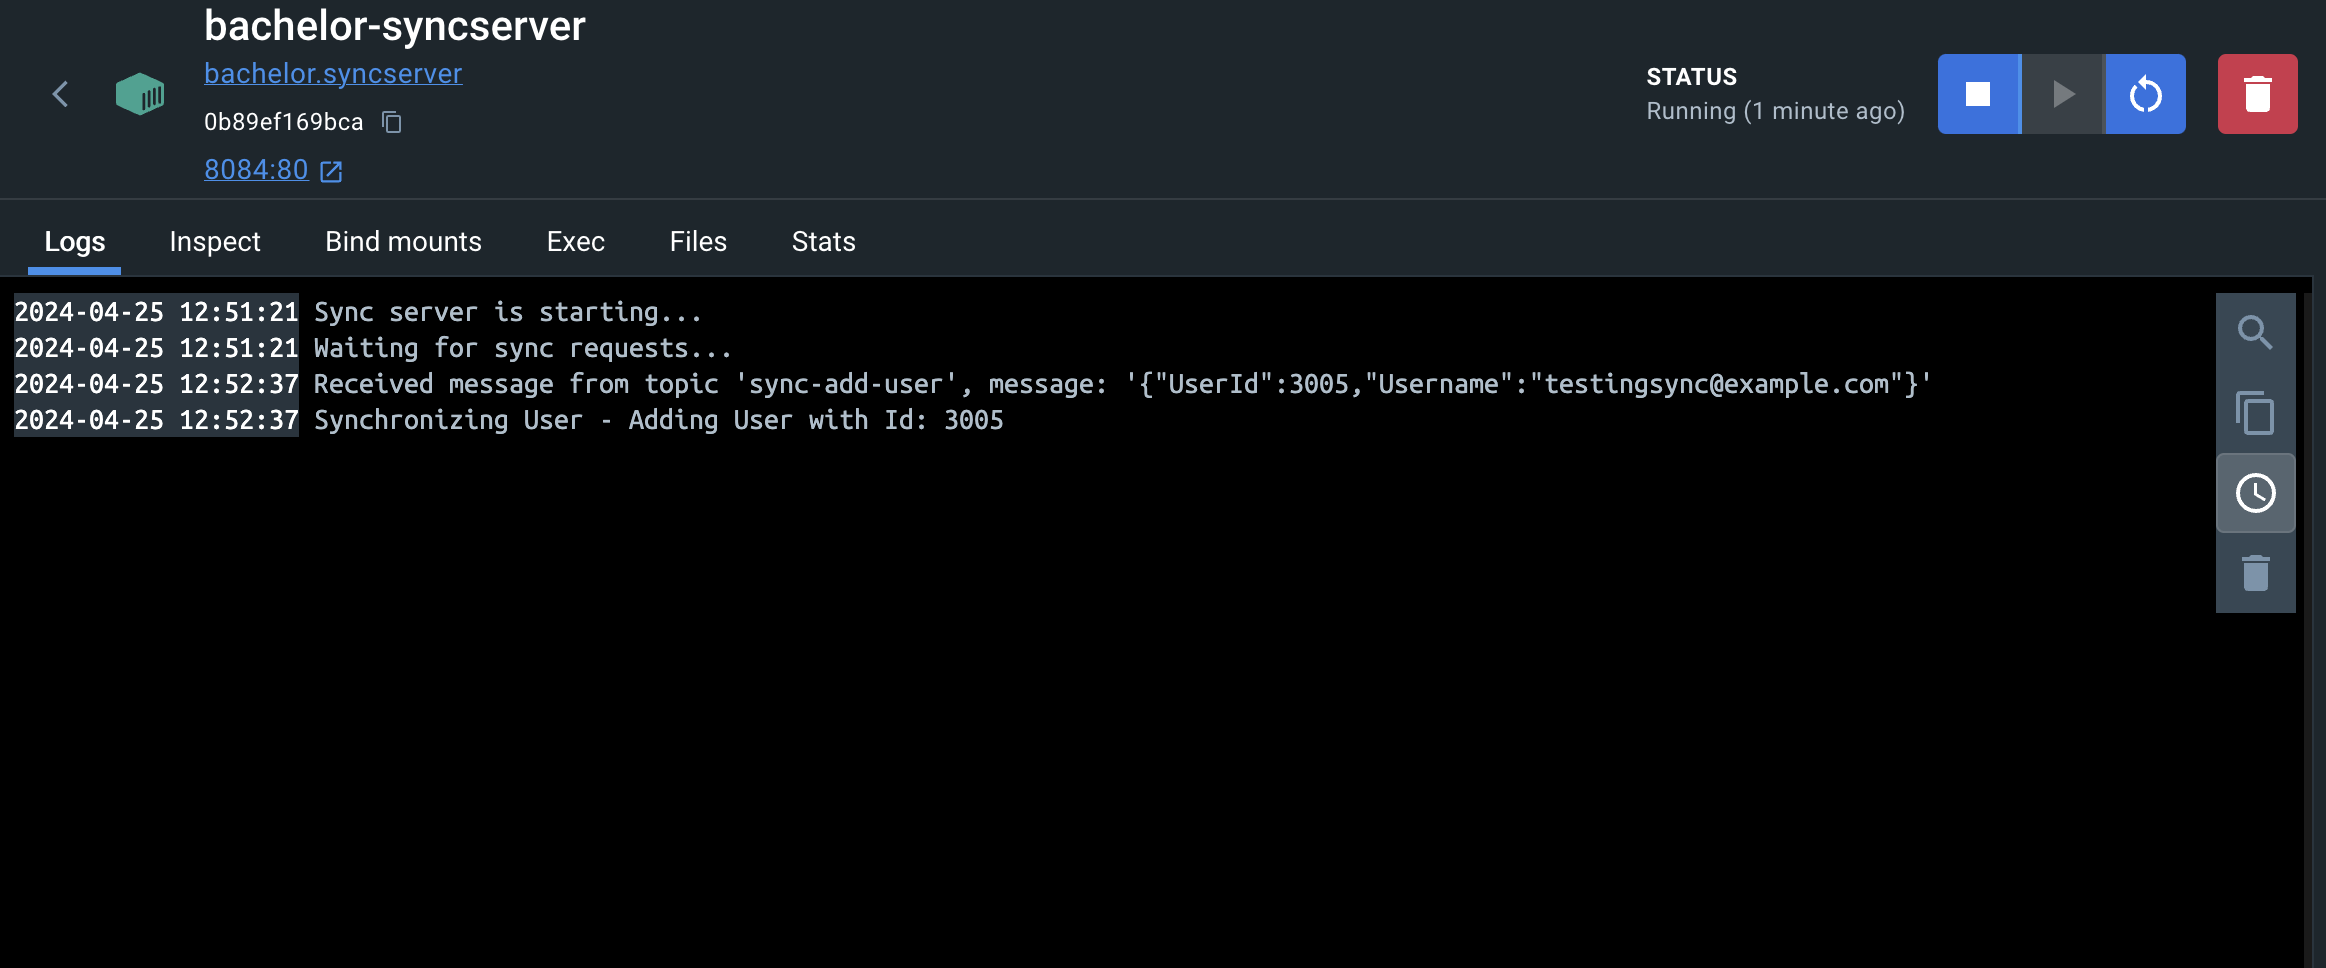 bachelor-syncserver
bachelor.syncserver
0b89ef169bca
8084:80
STATUS
Running (1 minute ago)
Logs Inspect Bind mounts Exec Files Stats
2024-04-25 12:51:21 Sync server is starting...
2024-04-25 12:51:21 Waiting for sync requests...
2024-04-25 12:52:37 Received message from topic 'sync-add-user', message: '{"UserId":3005,"Username":"testingsync@example.com"}'
2024-04-25 12:52:37 Synchronizing User - Adding User with Id: 3005